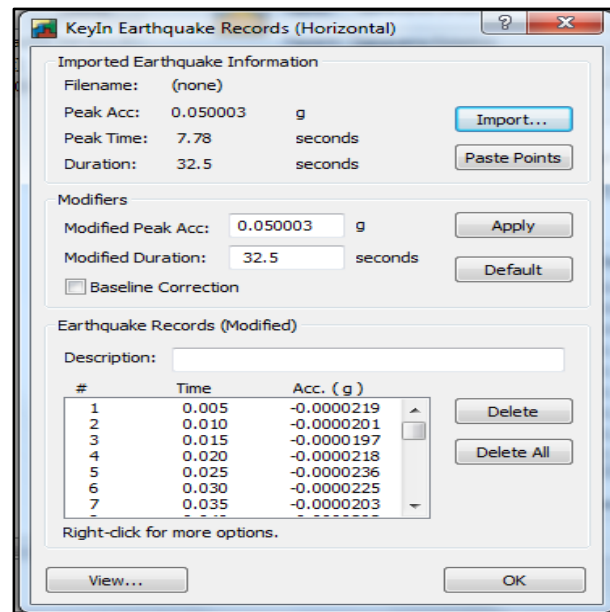 KeyIn Earthquake Records (Horizontal)
Imported Earthquake Information
Filename: (none)
Peak Acc: 0.050003 g
Peak Time: 7.78 seconds
Duration: 32.5 seconds
Import...
Paste Points
Modifiers
Modified Peak Acc: 0.050003 g
Modified Duration: 32.5 seconds
Baseline Correction
Apply
Default
Earthquake Records (Modified)
Description:
# Time Acc. ( g )
1 0.005 -0.0000219
2 0.010 -0.0000201
3 0.015 -0.0000197
4 0.020 -0.0000218
5 0.025 -0.0000236
6 0.030 -0.0000225
7 0.035 -0.0000203
Delete
Delete All
Right-click for more options.
View...
OK